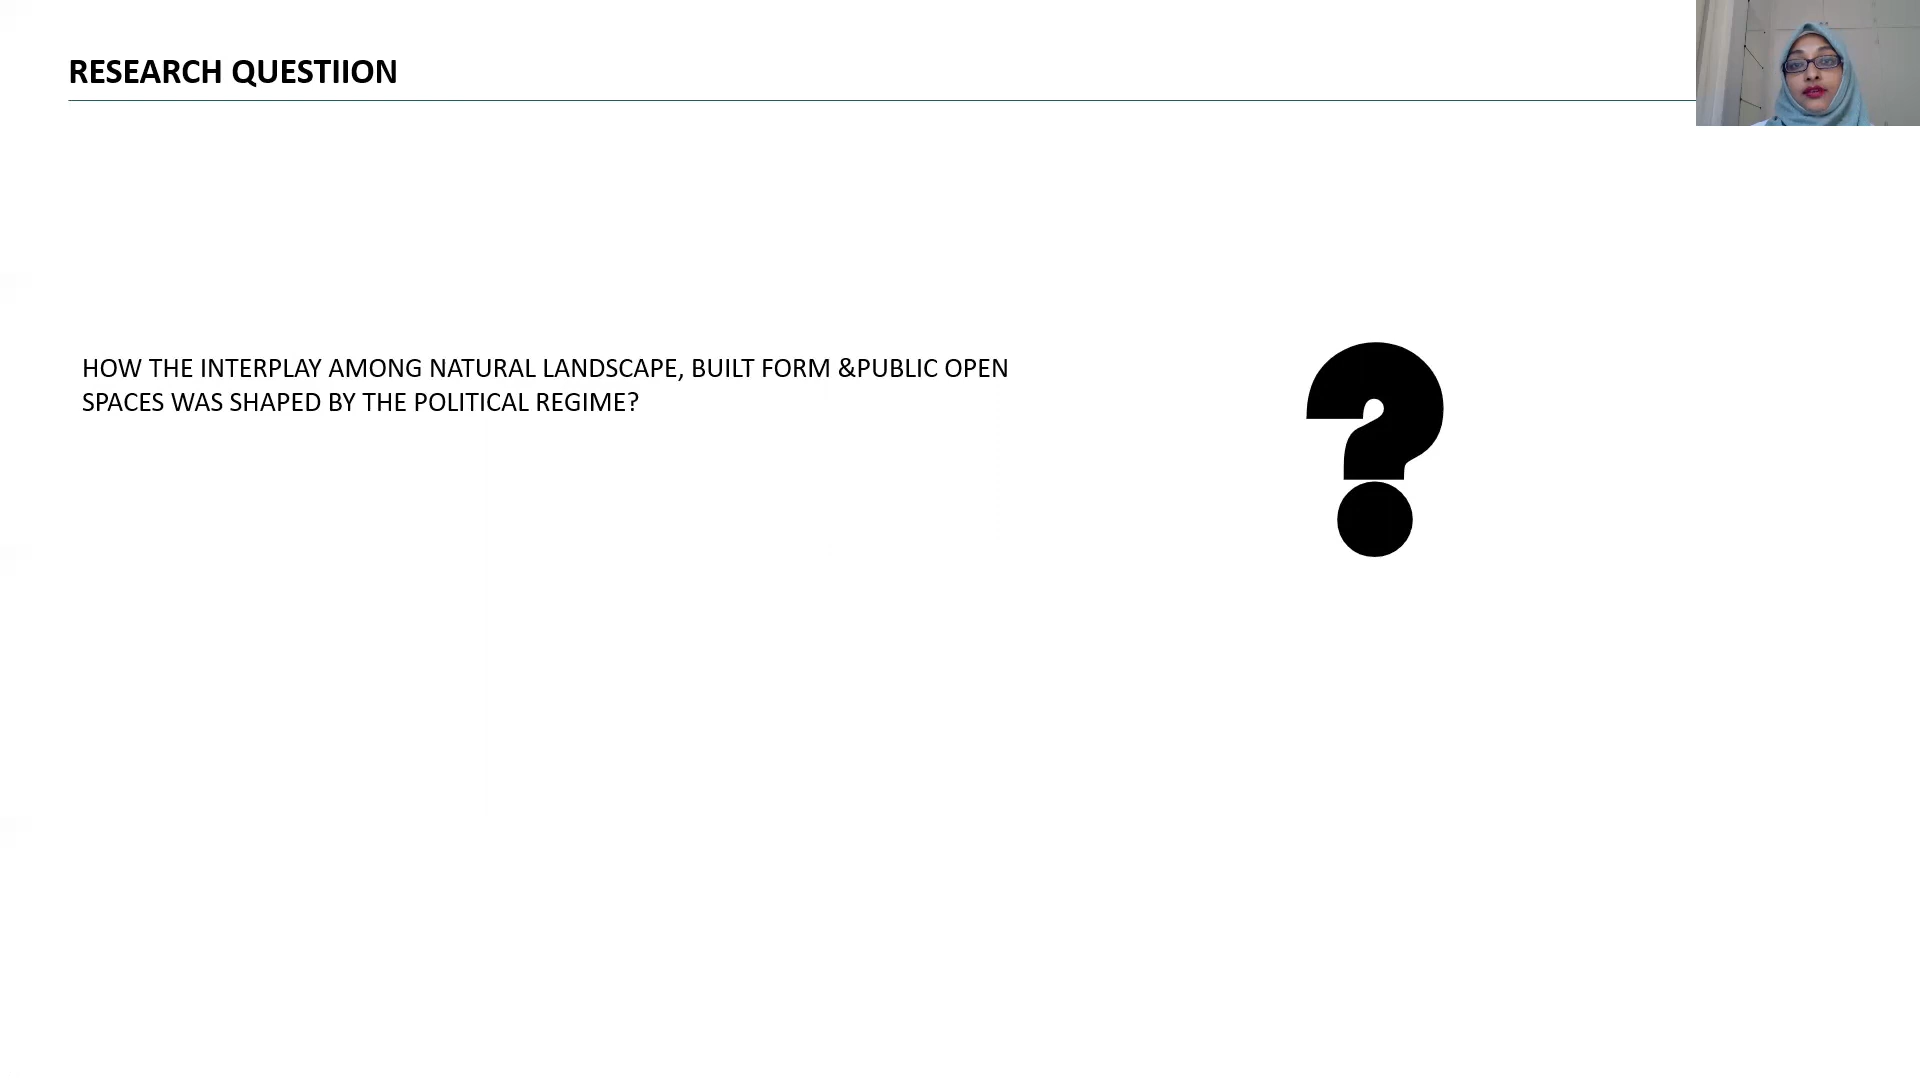 RESEARCH QUESTIION
HOW THE INTERPLAY AMONG NATURAL LANDSCAPE, BUILT FORM &PUBLIC OPEN
SPACES WAS SHAPED BY THE POLITICAL REGIME?
?